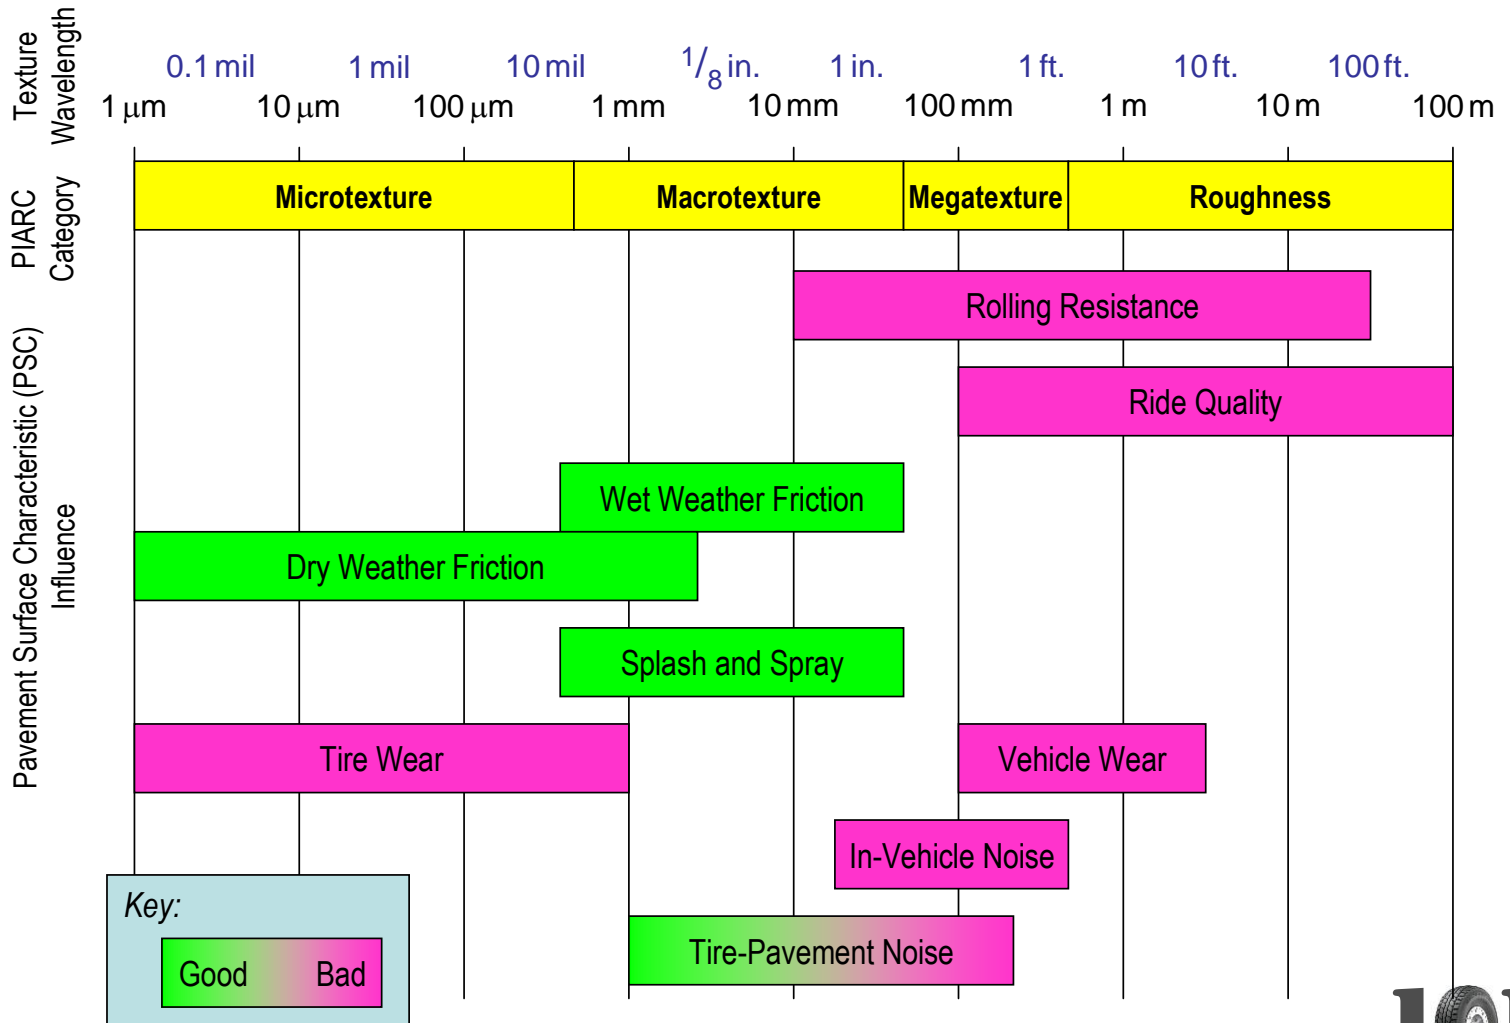 Texture
Wavelength
0.1 mil 1 mil 10 mil 1/8 in. 1 in. 1 ft. 10 ft. 100 ft.
1 μm 10 μm 100 μm 1 mm 10 mm 100 mm 1 m 10 m 100 m
PIARC
Category
Microtexture Macrotexture Megatexture Roughness
Pavement Surface Characteristic (PSC)
Influence
Rolling Resistance
Ride Quality
Wet Weather Friction
Dry Weather Friction
Splash and Spray
Tire Wear Vehicle Wear
In-Vehicle Noise
Tire-Pavement Noise
Key:
Good Bad